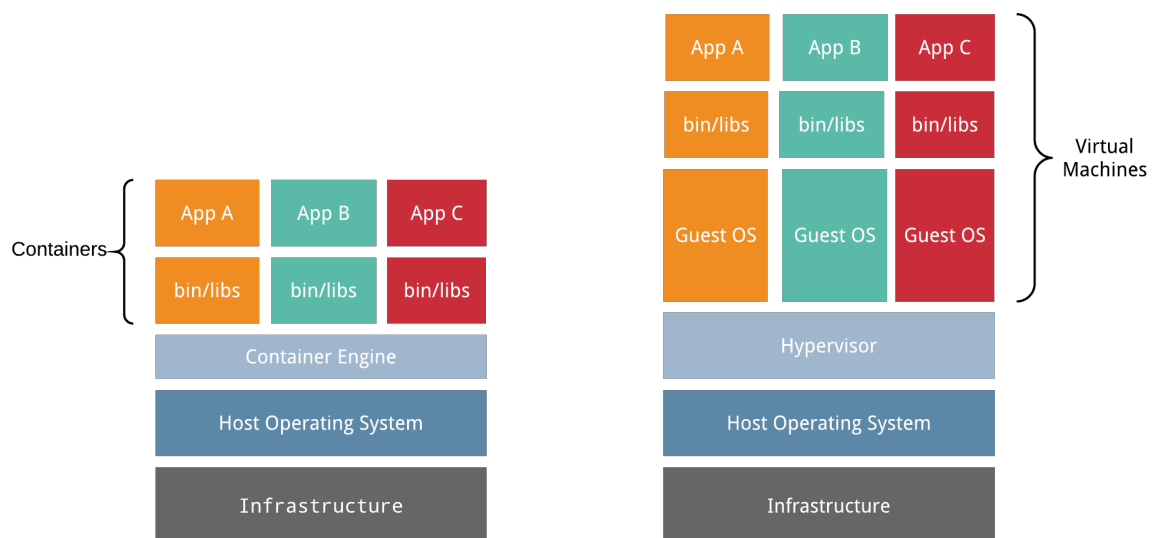 Containers
App A
App B
App C
bin/libs
bin/libs
bin/libs
Container Engine
Host Operating System
Infrastructure
App A
App B
App C
bin/libs
bin/libs
bin/libs
Guest OS
Guest OS
Guest OS
Hypervisor
Host Operating System
Infrastructure
Virtual
Machines